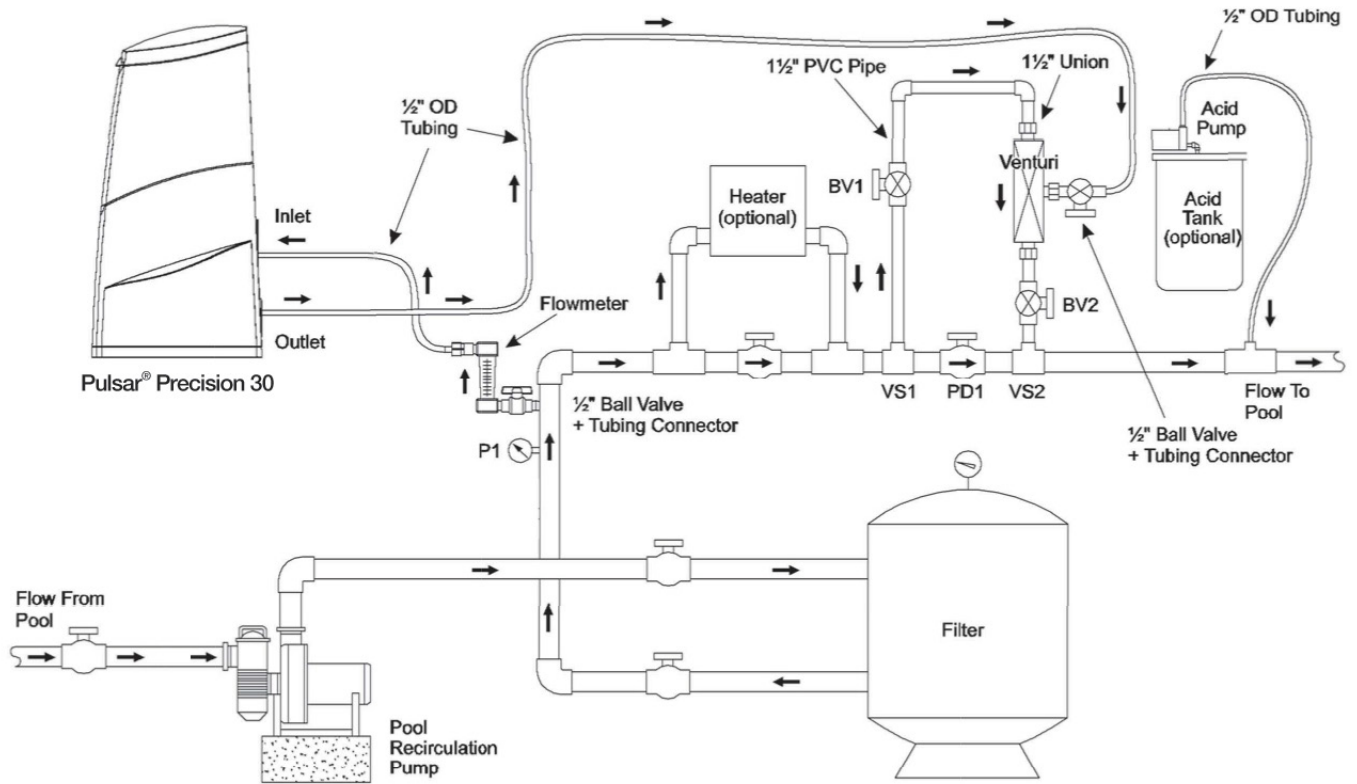 ½" OD Tubing
1½" PVC Pipe
1½" Union
½" OD
Tubing
Acid
Pump
Venturi
BV1
Heater
(optional)
Acid
Tank
(optional)
Inlet
Flowmeter
BV2
Outlet
Pulsar® Precision 30
½" Ball Valve
+ Tubing Connector
VS1
PD1
VS2
Flow To
Pool
P1
½" Ball Valve
+ Tubing Connector
Flow From
Pool
Filter
Pool
Recirculation
Pump